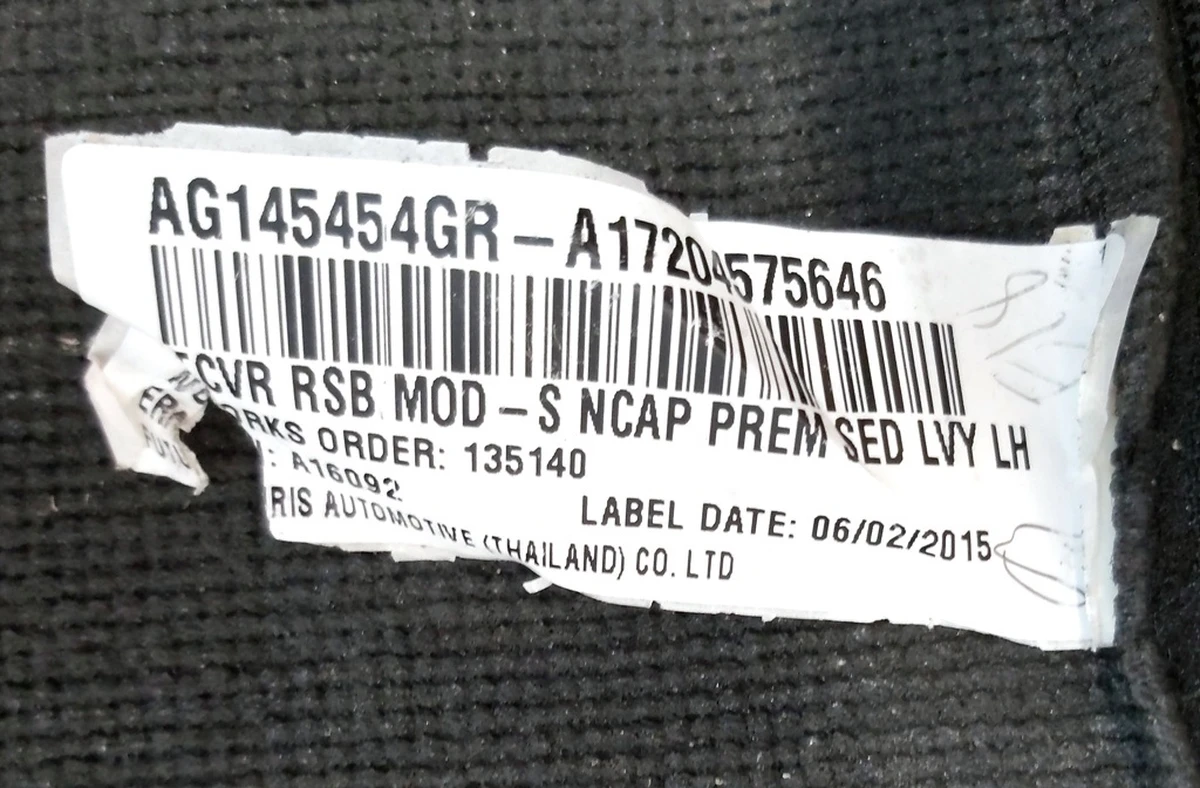 AG145454GR-A17204575646
CVR RSB MOD-S NCAP PREM SED LVY LH
RKS ORDER: 135140
: A16092
LABEL DATE: 06/02/2015
RIS AUTOMOTIVE (THAILAND) CO. LTD